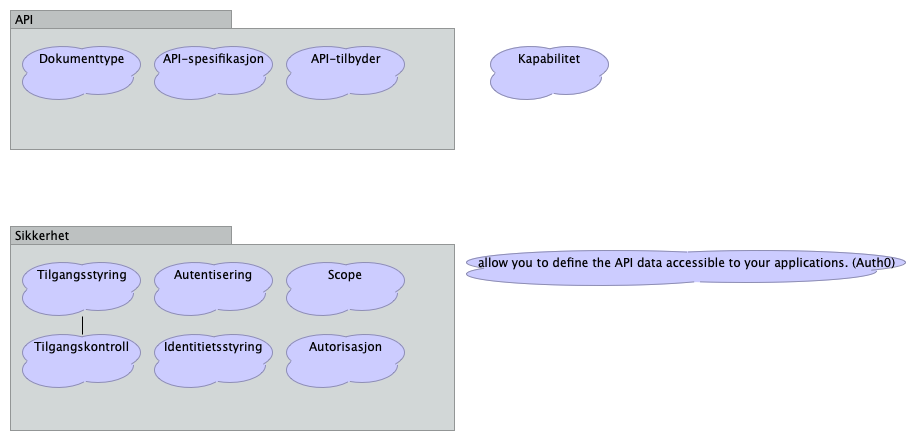 API
Dokumenttype
API-spesifikasjon
API-tilbyder
Kapabilitet
Sikkerhet
Tilgangsstyring
Autentisering
Scope
allow you to define the API data accessible to your applications. (Auth0)
Tilgangskontroll
Identitietsstyring
Autorisasjon